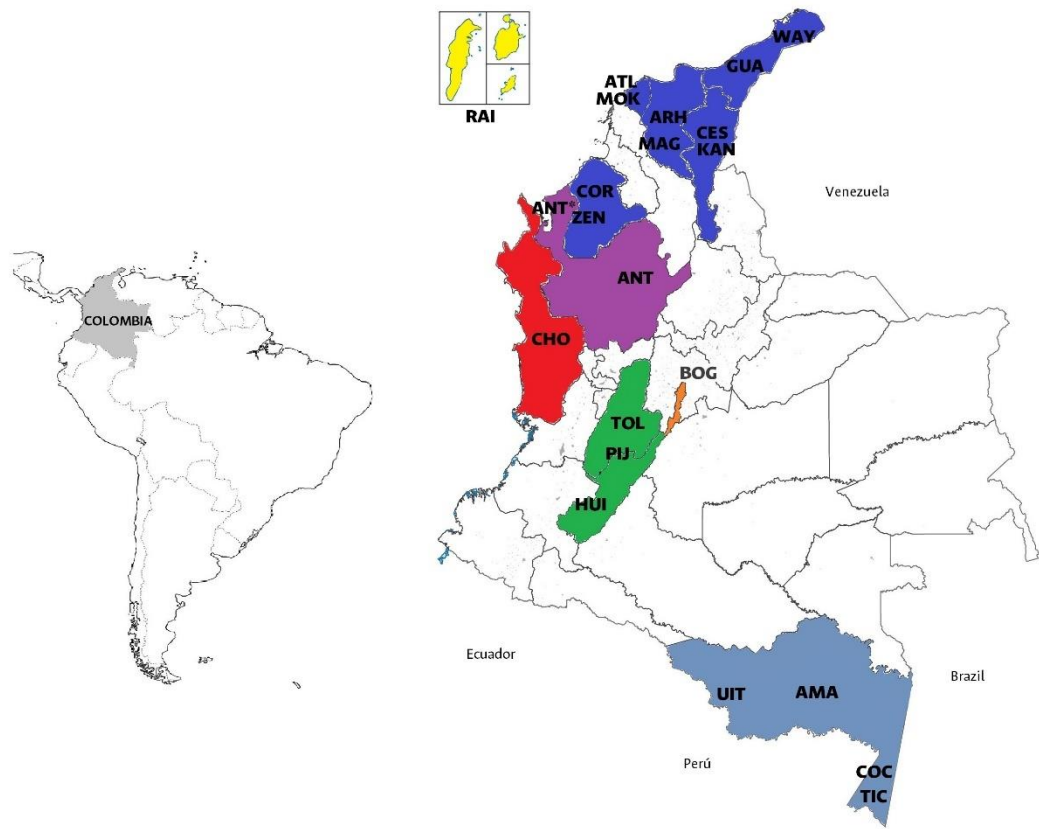 WAY
GUA
ATL
MOK
RAI
ARH
MAG
CES
KAN
Venezuela
COR
ZEN
ANT*
ANT
COLOMBIA
CHO
BOG
TOL
PIJ
HUI
Ecuador
UIT
AMA
Brazil
Perú
COC
TIC